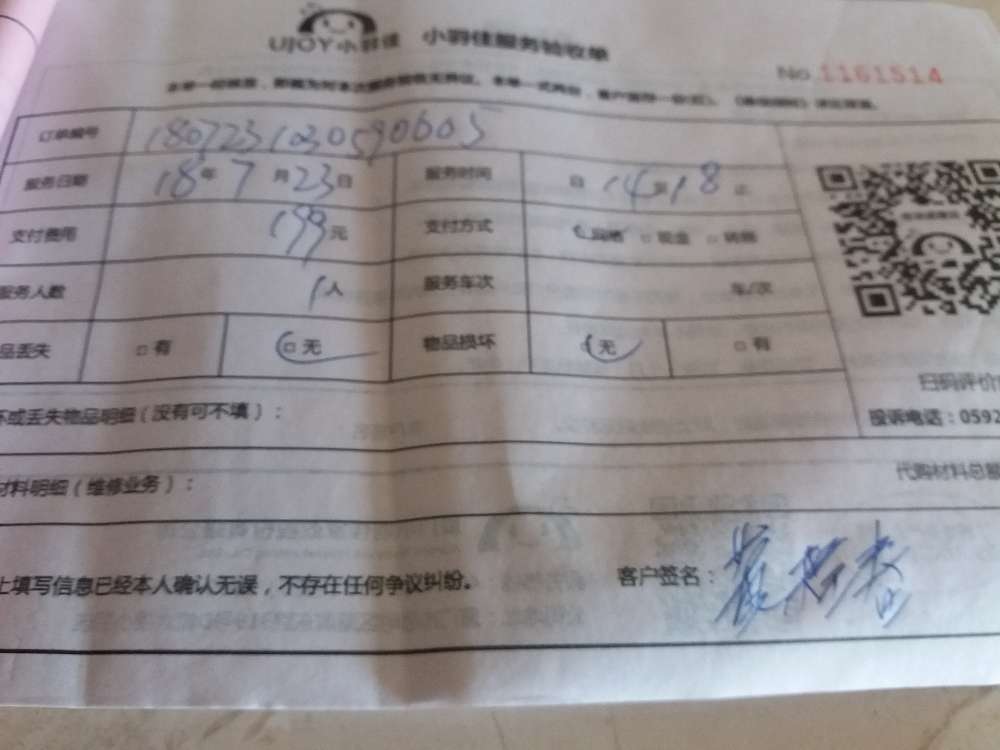 UJOY小羽佳 小羽佳服务验收单
No 1161514
订单编号 1807231030590605
服务日期 18年7月23日 服务时间 自14至18止
支付费用 199元 支付方式 □现金 □转账
服务人数 1人 服务车次 车/次
品丢失 □有 □无 物品损坏 无 □有
扫码评价
坏或丢失物品明细(没有可不填):
投诉电话:0592
材料明细(维修业务): 代购材料总额
上填写信息已经本人确认无误,不存在任何争议纠纷。 客户签名: